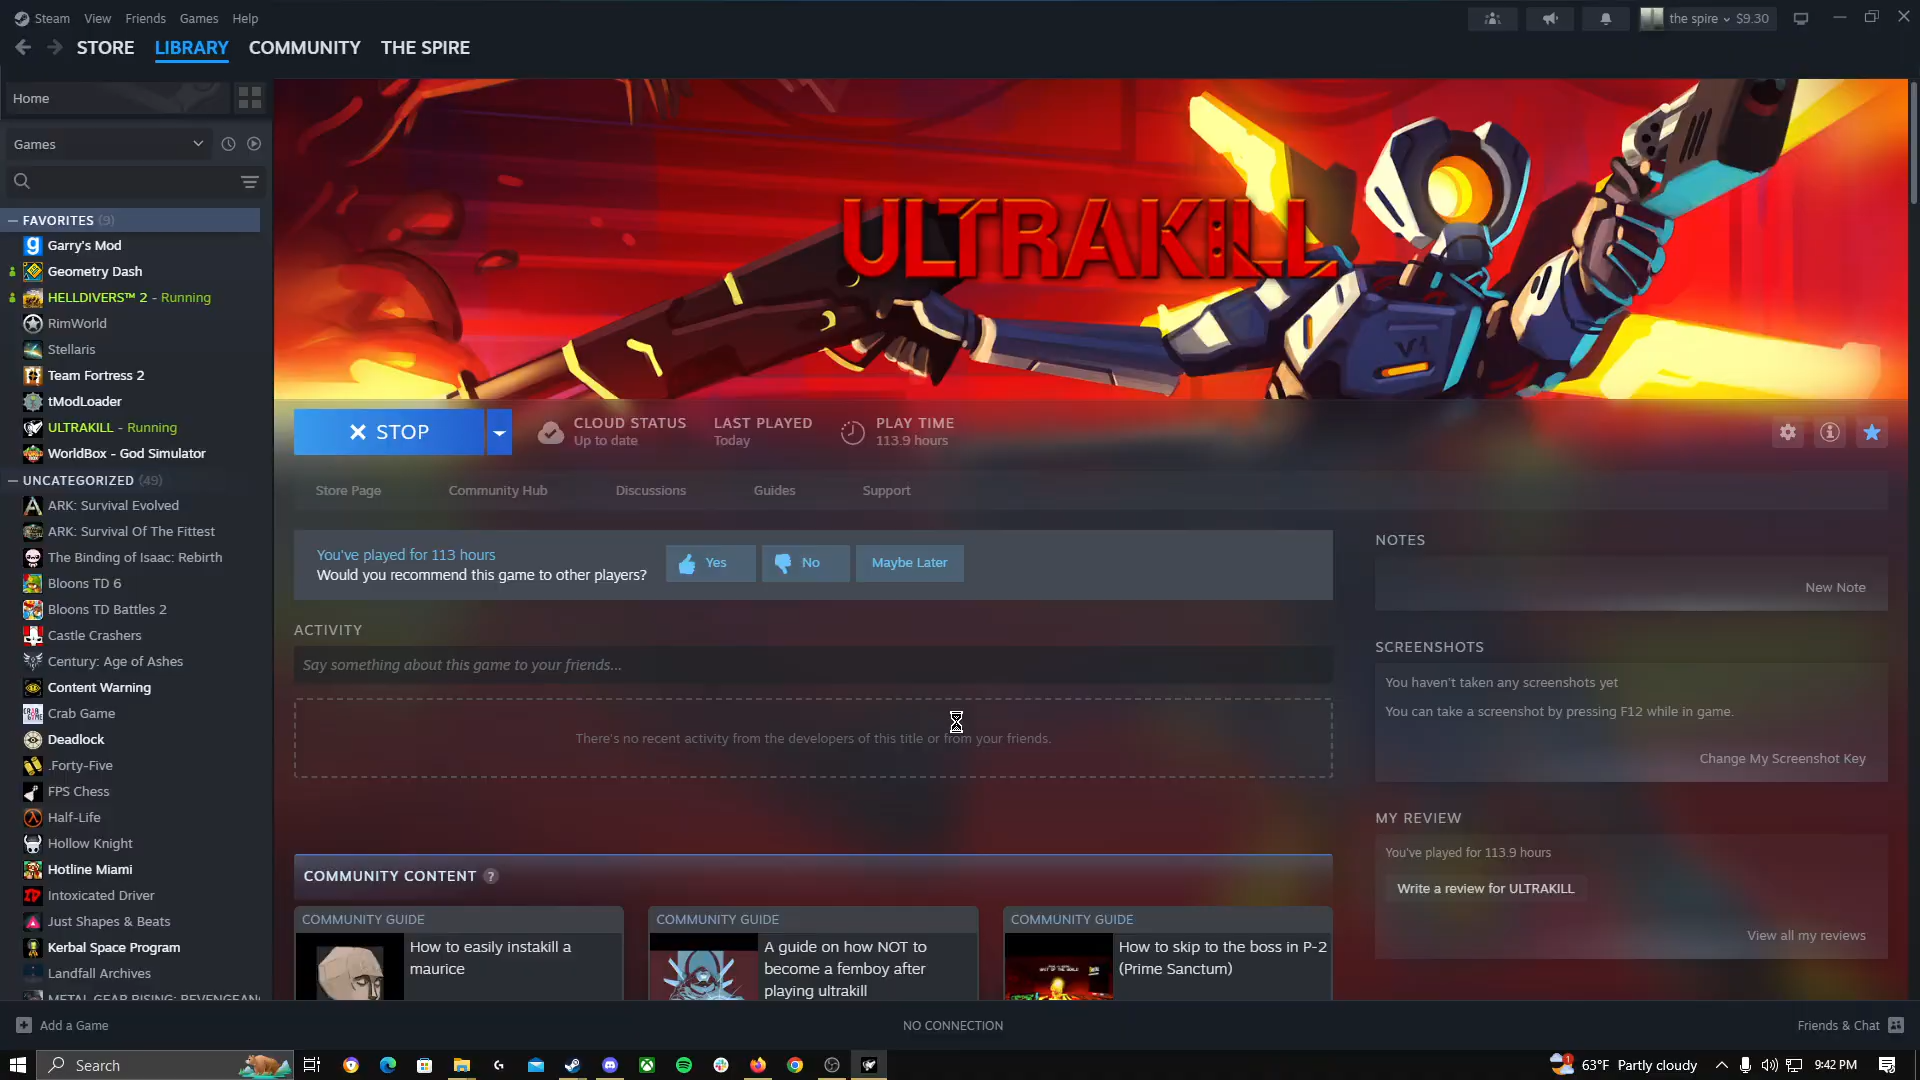 Steam View Friends Games Help
the spire $9.30
STORE LIBRARY COMMUNITY THE SPIRE
Home
Games
FAVORITES (9)
Garry's Mod
Geometry Dash
HELLDIVERS™ 2 - Running
RimWorld
Stellaris
Team Fortress 2
tModLoader
ULTRAKILL - Running
WorldBox - God Simulator
UNCATEGORIZED (49)
ARK: Survival Evolved
ARK: Survival Of The Fittest
The Binding of Isaac: Rebirth
Bloons TD 6
Bloons TD Battles 2
Castle Crashers
Century: Age of Ashes
Content Warning
Crab Game
Deadlock
.Forty-Five
FPS Chess
Half-Life
Hollow Knight
Hotline Miami
Intoxicated Driver
Just Shapes & Beats
Kerbal Space Program
Landfall Archives
METAL GEAR RISING: REVENGEAN
Add a Game
ULTRAKILL
V1
STOP
CLOUD STATUS
Up to date
LAST PLAYED
Today
PLAY TIME
113.9 hours
Store Page Community Hub Discussions Guides Support
You've played for 113 hours
Would you recommend this game to other players?
Yes No Maybe Later
ACTIVITY
Say something about this game to your friends...
There's no recent activity from the developers of this title or from your friends.
COMMUNITY CONTENT ?
COMMUNITY GUIDE
How to easily instakill a
maurice
COMMUNITY GUIDE
A guide on how NOT to
become a femboy after
playing ultrakill
COMMUNITY GUIDE
How to skip to the boss in P-2
(Prime Sanctum)
NOTES
New Note
SCREENSHOTS
You haven't taken any screenshots yet
You can take a screenshot by pressing F12 while in game.
Change My Screenshot Key
MY REVIEW
You've played for 113.9 hours
Write a review for ULTRAKILL
View all my reviews
NO CONNECTION
Friends & Chat
Search
1
63°F Partly cloudy
9:42 PM